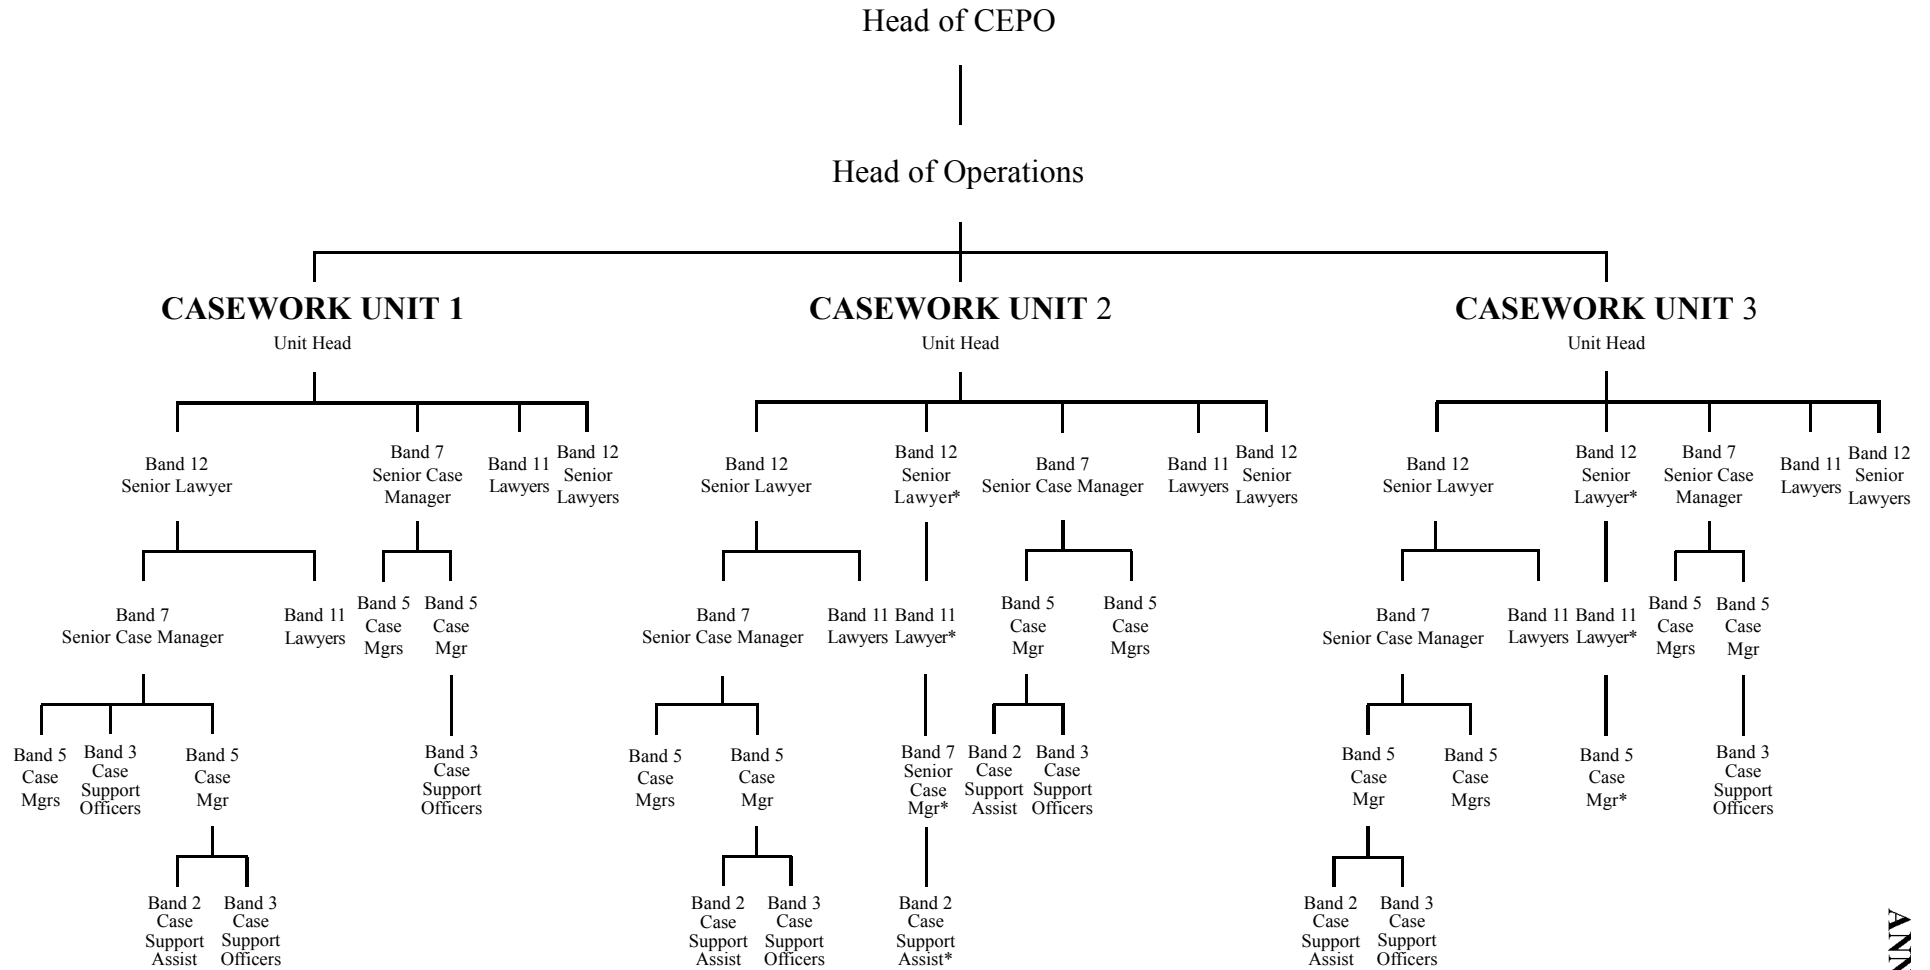 Head of CEPO
Head of Operations
CASEWORK UNIT 1
Unit Head
CASEWORK UNIT 2
Unit Head
CASEWORK UNIT 3
Unit Head
Band 12
Senior Lawyer
Band 7
Senior Case
Manager
Band 11
Lawyers
Band 12
Senior
Lawyers
Band 12
Senior Lawyer
Band 12
Senior
Lawyer*
Band 7
Senior Case Manager
Band 11
Lawyers
Band 12
Senior
Lawyers
Band 12
Senior Lawyer
Band 12
Senior
Lawyer*
Band 7
Senior Case
Manager
Band 11
Lawyers
Band 12
Senior
Lawyers
Band 7
Senior Case Manager
Band 11
Lawyers
Band 5
Case
Mgrs
Band 5
Case
Mgr
Band 7
Senior Case Manager
Band 11
Lawyers
Band 11
Lawyer*
Band 5
Case
Mgr
Band 5
Case
Mgrs
Band 7
Senior Case Manager
Band 11
Lawyers
Band 11
Lawyer*
Band 5
Case
Mgrs
Band 5
Case
Mgr
Band 5
Case
Mgrs
Band 3
Case
Support
Officers
Band 5
Case
Mgr
Band 3
Case
Support
Officers
Band 5
Case
Mgrs
Band 5
Case
Mgr
Band 7
Senior
Case
Mgr*
Band 2
Case
Support
Assist
Band 3
Case
Support
Officers
Band 5
Case
Mgr
Band 5
Case
Mgrs
Band 5
Case
Mgr*
Band 3
Case
Support
Officers
Band 2
Case
Support
Assist
Band 3
Case
Support
Officers
Band 2
Case
Support
Assist
Band 3
Case
Support
Officers
Band 2
Case
Support
Assist*
Band 2
Case
Support
Assist
Band 3
Case
Support
Officers